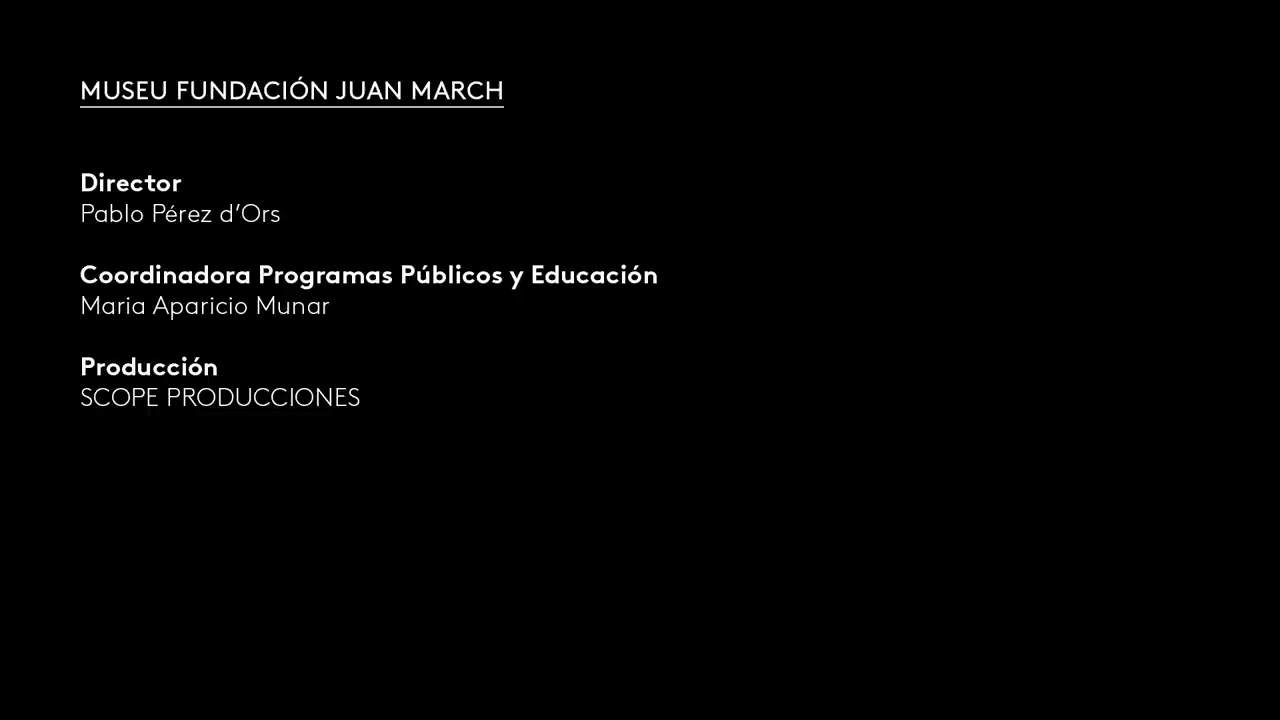 MUSEU FUNDACIÓN JUAN MARCH
Director
Pablo Pérez d’Ors
Coordinadora Programas Públicos y Educación
Maria Aparicio Munar
Producción
SCOPE PRODUCCIONES